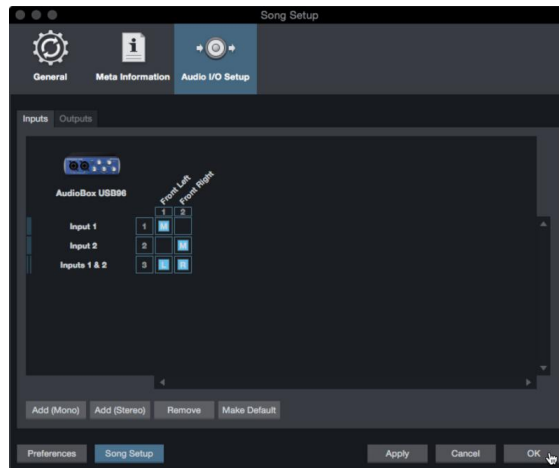 Song Setup
General Meta Information Audio I/O Setup
Inputs Outputs
AudioBox USB96
Front Left Front Right
1 2
Input 1 1 M
Input 2 2 M
Inputs 1 & 2 3 L R
Add (Mono) Add (Stereo) Remove Make Default
Preferences Song Setup Apply Cancel OK